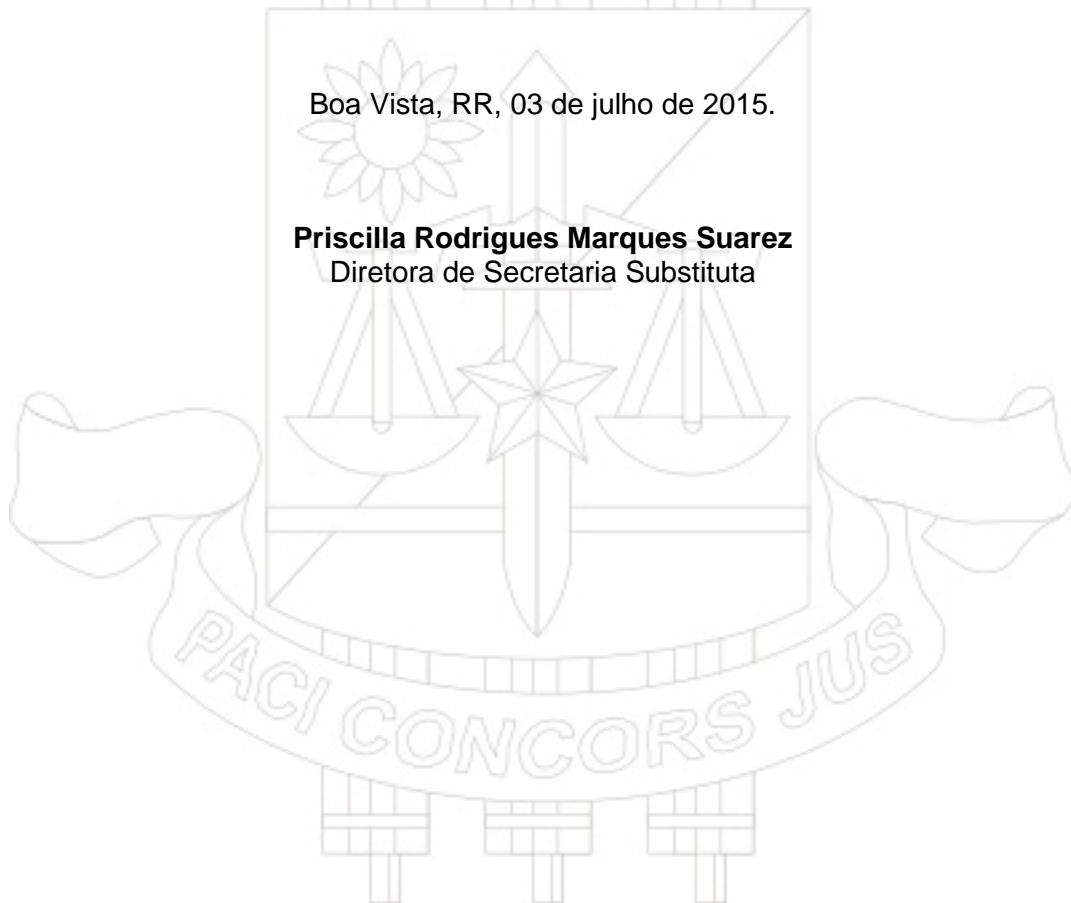 Boa Vista, RR, 03 de julho de 2015.
Priscilla Rodrigues Marques Suarez
Diretora de Secretaria Substituta
PACI CONCORS JUS